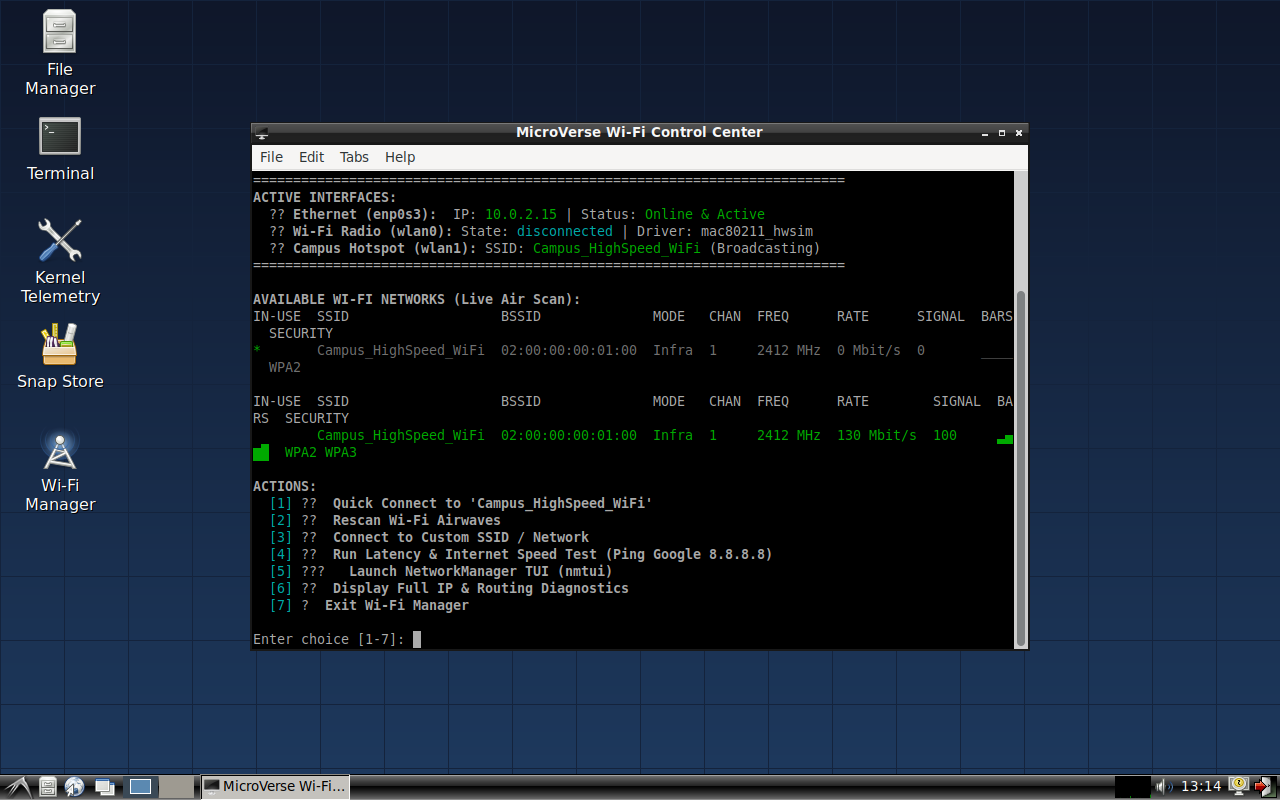 File
Manager
Terminal
Kernel
Telemetry
Snap Store
Wi-Fi
Manager
MicroVerse Wi-Fi Control Center
File Edit Tabs Help
==========================================================================
ACTIVE INTERFACES:
?? Ethernet (enp0s3):  IP: 10.0.2.15 | Status: Online & Active
?? Wi-Fi Radio (wlan0): State: disconnected | Driver: mac80211_hwsim
?? Campus Hotspot (wlan1): SSID: Campus_HighSpeed_WiFi (Broadcasting)
==========================================================================
AVAILABLE WI-FI NETWORKS (Live Air Scan):
IN-USE  SSID                   BSSID              MODE   CHAN  FREQ      RATE      SIGNAL  BARS
SECURITY
*       Campus_HighSpeed_WiFi  02:00:00:00:01:00  Infra  1     2412 MHz  0 Mbit/s  0       ____
WPA2
IN-USE  SSID                   BSSID              MODE   CHAN  FREQ      RATE        SIGNAL  BA
RS  SECURITY
Campus_HighSpeed_WiFi  02:00:00:00:01:00  Infra  1     2412 MHz  130 Mbit/s  100     ▂▄
▆█  WPA2 WPA3
ACTIONS:
[1] ??  Quick Connect to 'Campus_HighSpeed_WiFi'
[2] ??  Rescan Wi-Fi Airwaves
[3] ??  Connect to Custom SSID / Network
[4] ??  Run Latency & Internet Speed Test (Ping Google 8.8.8.8)
[5] ???   Launch NetworkManager TUI (nmtui)
[6] ??  Display Full IP & Routing Diagnostics
[7] ?  Exit Wi-Fi Manager
Enter choice [1-7]:
MicroVerse Wi-Fi...
13:14